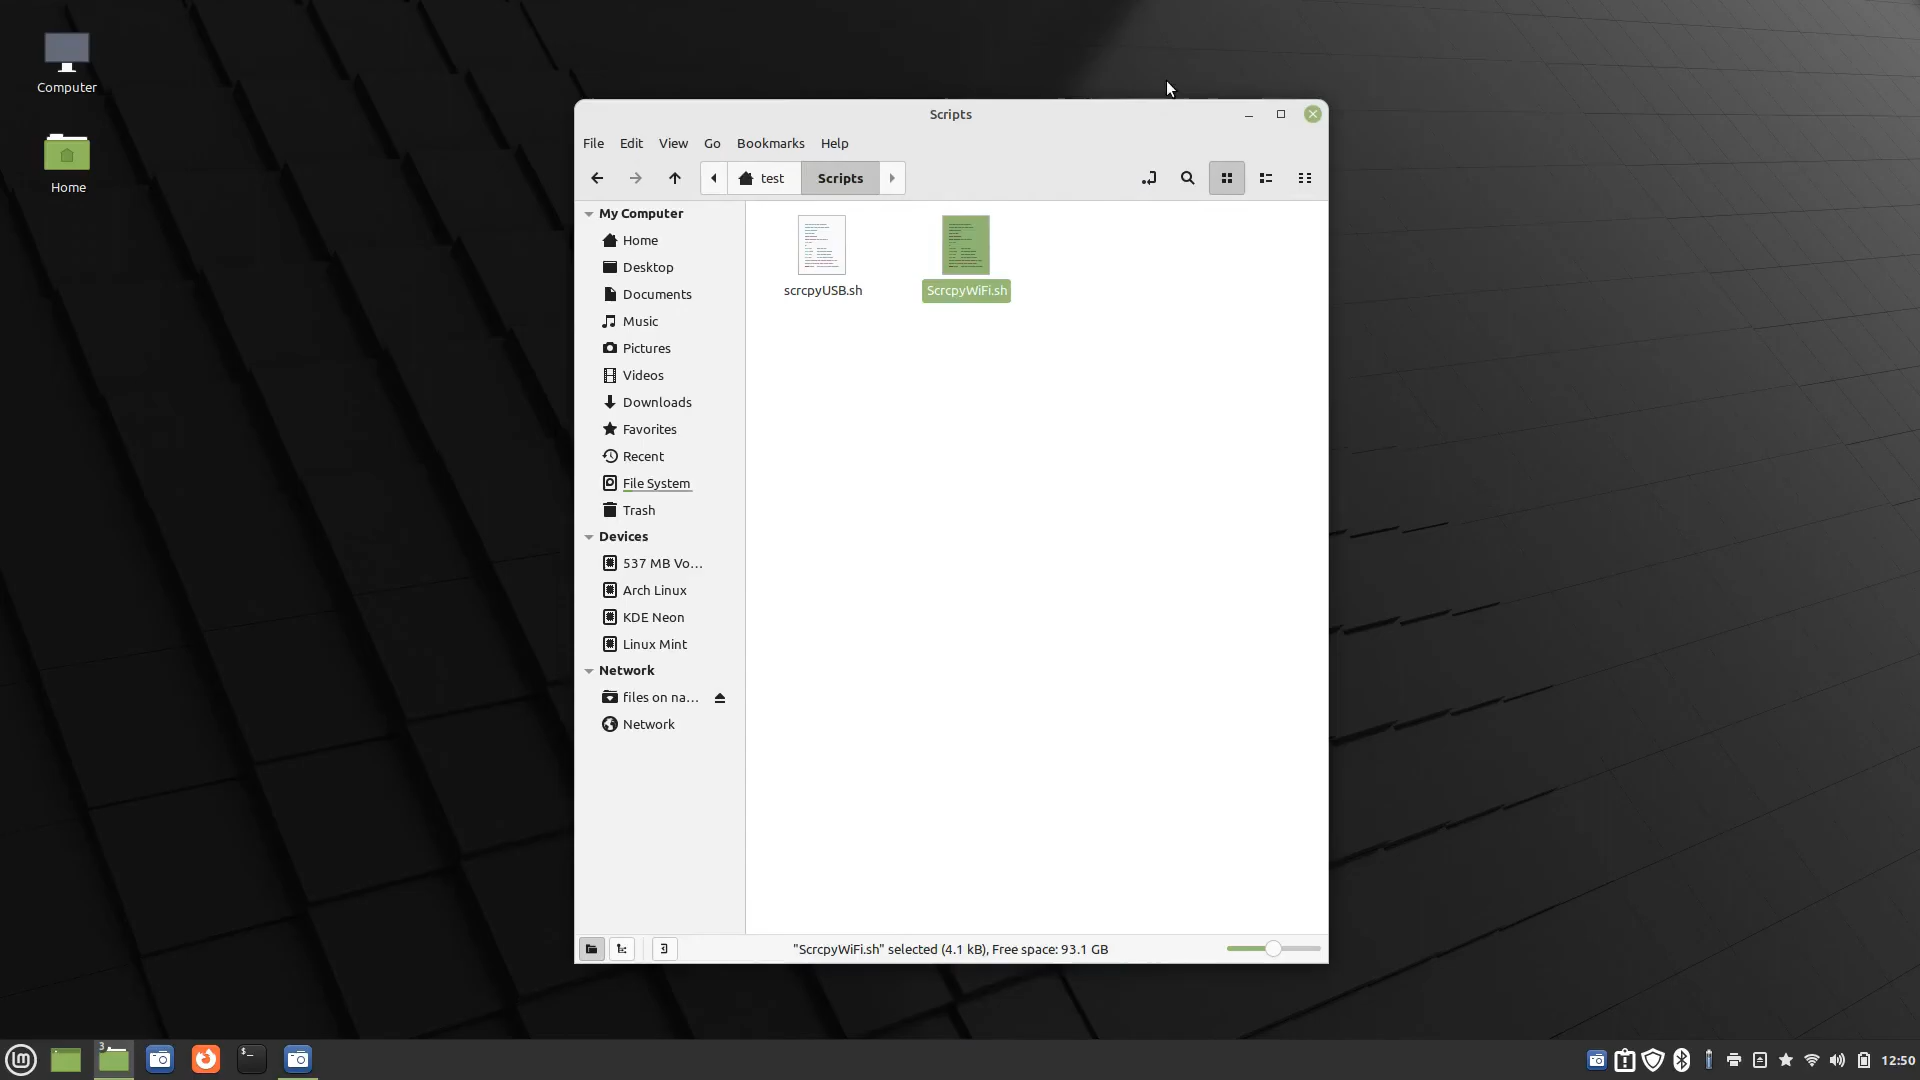 Computer
Home
Scripts
File Edit View Go Bookmarks Help
test Scripts
My Computer
Home
Desktop
Documents
Music
Pictures
Videos
Downloads
Favorites
Recent
File System
Trash
Devices
537 MB Vo...
Arch Linux
KDE Neon
Linux Mint
Network
files on na...
Network
scrcpyUSB.sh
ScrcpyWiFi.sh
"ScrcpyWiFi.sh" selected (4.1 kB), Free space: 93.1 GB
3
$_
12:50